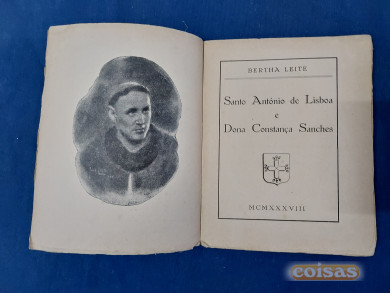 BERTHA LEITE
Santo António de Lisboa
e
Dona Constança Sanches
MCMXXXVIII
coisas